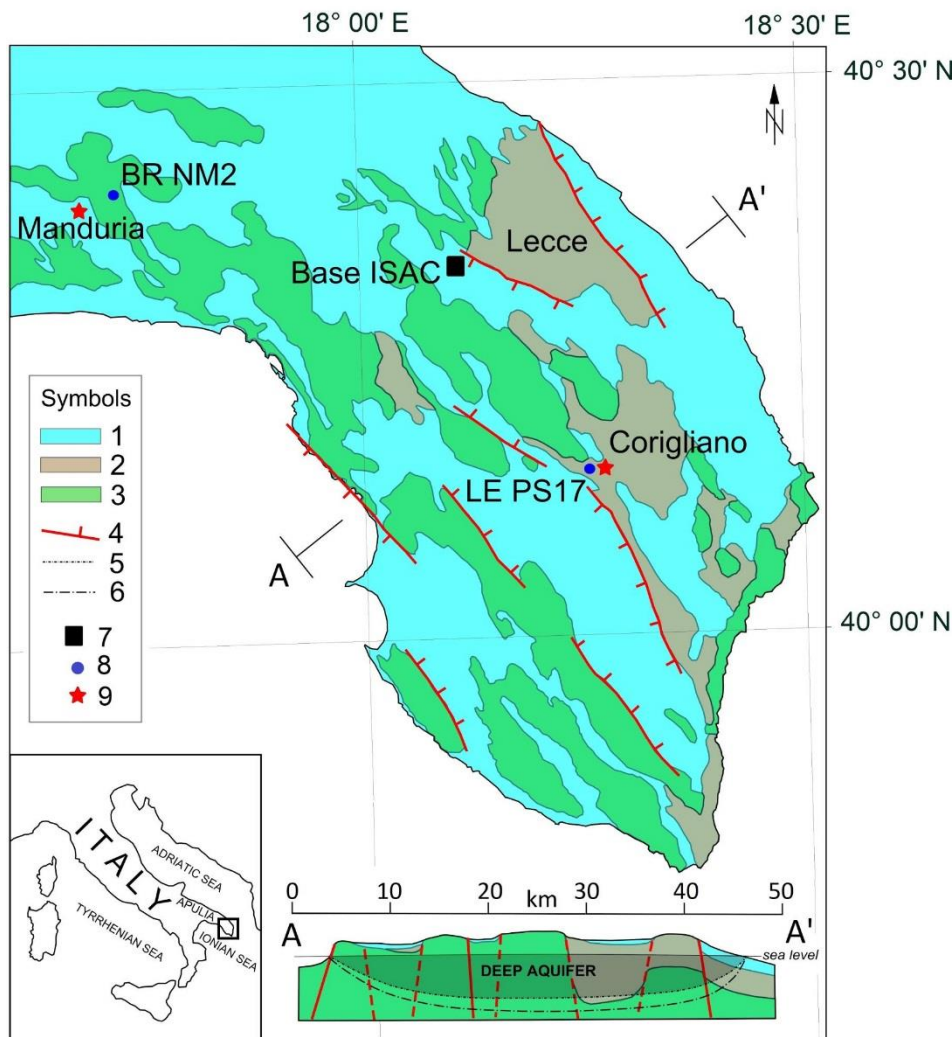 18° 00' E
18° 30' E
40° 30' N
BR NM2
Manduria
A'
Lecce
Base ISAC
Symbols
1
2
3
4
5
6
7
8
9
Corigliano
LE PS17
A
40° 00' N
N
ITALY
ADRIATIC SEA
APULIA
TYRRHENIAN SEA
IONIAN SEA
0 10 20 30 40 50
km
A A'
sea level
DEEP AQUIFER